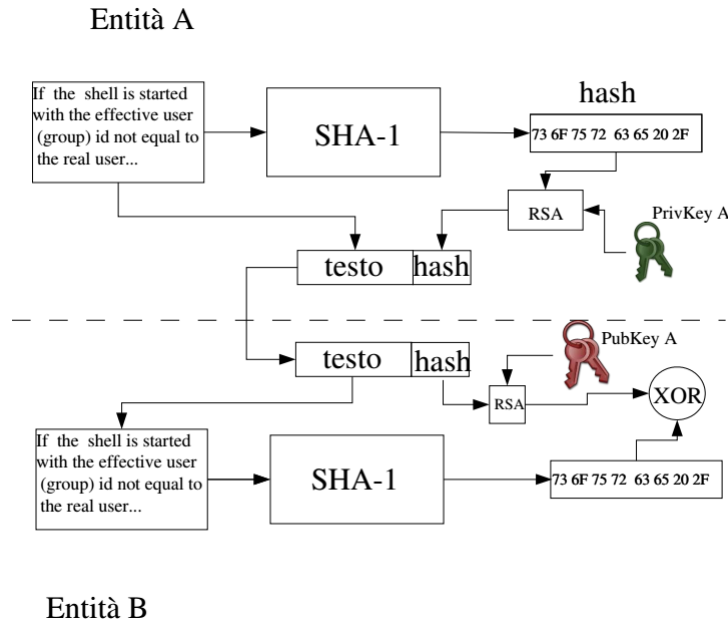 Entità A
If the shell is started
with the effective user
(group) id not equal to
the real user...
SHA-1
hash
73 6F 75 72 63 65 20 2F
RSA
PrivKey A
testo
hash
PubKey A
testo
hash
RSA
XOR
If the shell is started
with the effective user
(group) id not equal to
the real user...
SHA-1
73 6F 75 72 63 65 20 2F
Entità B